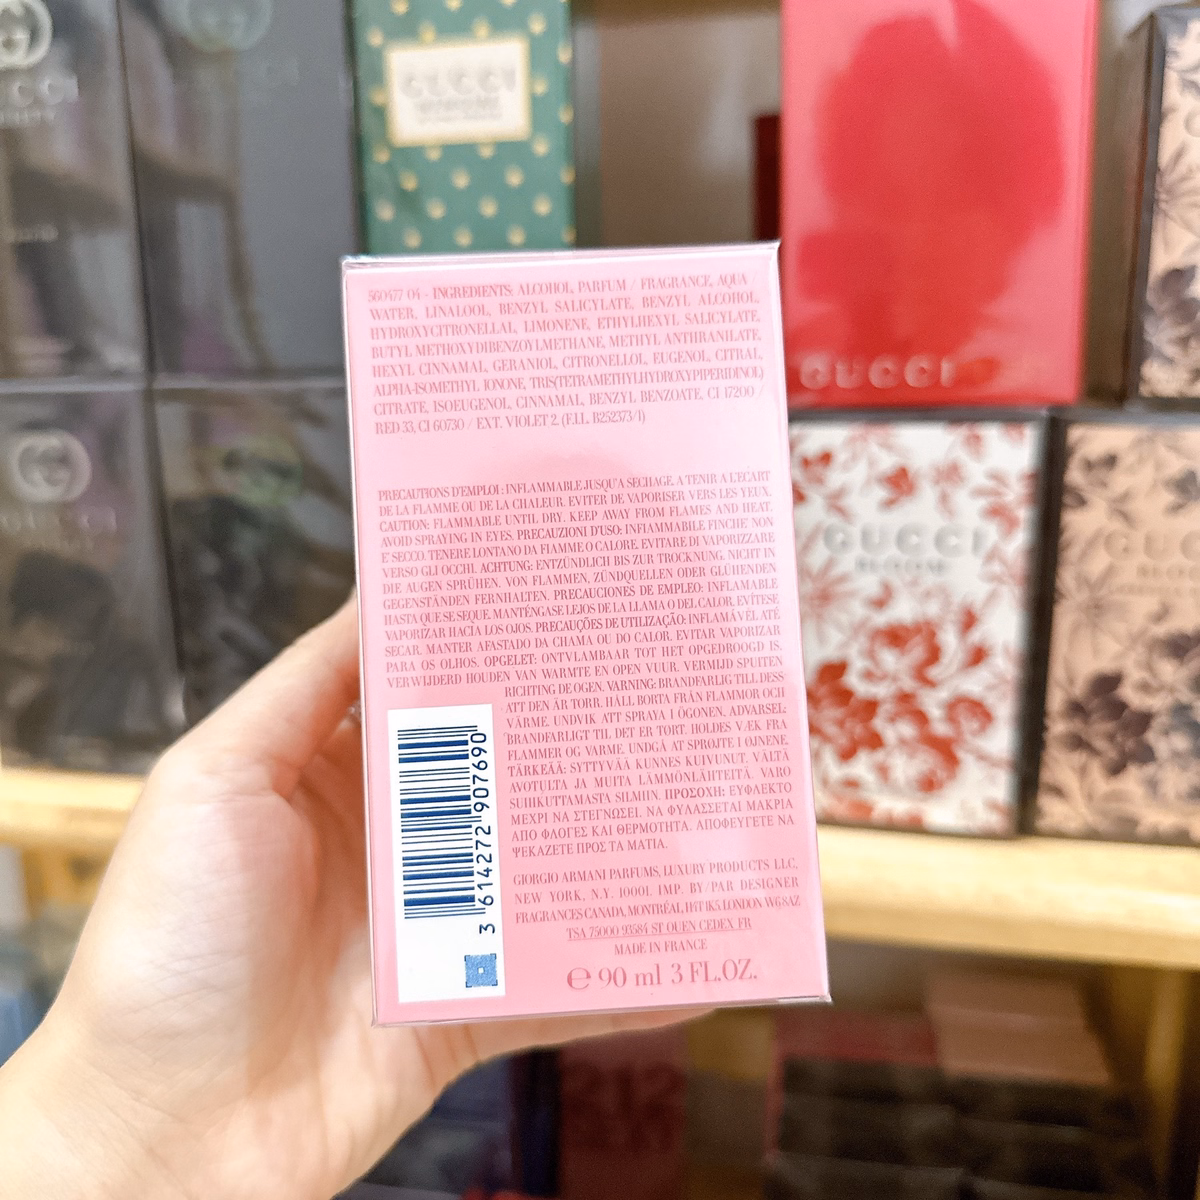 GUCCI
GUCCI
GUCCI
GUCCI
GUCCI
BLOOM
GUCCI
BLOOM
560477 04 - INGREDIENTS: ALCOHOL, PARFUM / FRAGRANCE, AQUA /
WATER, LINALOOL, BENZYL SALICYLATE, BENZYL ALCOHOL,
HYDROXYCITRONELLAL, LIMONENE, ETHYLHEXYL SALICYLATE,
BUTYL METHOXYDIBENZOYLMETHANE, METHYL ANTHRANILATE,
HEXYL CINNAMAL, GERANIOL, CITRONELLOL, EUGENOL, CITRAL,
ALPHA-ISOMETHYL IONONE, TRIS(TETRAMETHYLHYDROXYPIPERIDINOL)
CITRATE, ISOEUGENOL, CINNAMAL, BENZYL BENZOATE, CI 17200 /
RED 33, CI 60730 / EXT. VIOLET 2. (F.I.L. B252373/1)
PRECAUTIONS D'EMPLOI : INFLAMMABLE JUSQU'A SECHAGE. A TENIR A L'ECART
DE LA FLAMME OU DE LA CHALEUR. EVITER DE VAPORISER VERS LES YEUX.
CAUTION: FLAMMABLE UNTIL DRY. KEEP AWAY FROM FLAMES AND HEAT.
AVOID SPRAYING IN EYES. PRECAUZIONI D'USO: INFIAMMABILE FINCHE' NON
E' SECCO. TENERE LONTANO DA FIAMME O CALORE. EVITARE DI VAPORIZZARE
VERSO GLI OCCHI. ACHTUNG: ENTZÜNDLICH BIS ZUR TROCKNUNG. NICHT IN
DIE AUGEN SPRÜHEN. VON FLAMMEN, ZÜNDQUELLEN ODER GLÜHENDEN
GEGENSTÄNDEN FERNHALTEN. PRECAUCIONES DE EMPLEO: INFLAMABLE
HASTA QUE SE SEQUE. MANTÉNGASE LEJOS DE LA LLAMA O DEL CALOR. EVÍTESE
VAPORIZAR HACIA LOS OJOS. PRECAUÇÕES DE UTILIZAÇÃO: INFLAMÁVEL ATÉ
SECAR. MANTER AFASTADO DA CHAMA OU DO CALOR. EVITAR VAPORIZAR
PARA OS OLHOS. OPGELET: ONTVLAMBAAR TOT HET OPGEDROOGD IS.
VERWIJDERD HOUDEN VAN WARMTE EN OPEN VUUR. VERMIJD SPUITEN
RICHTING DE OGEN. VARNING: BRANDFARLIG TILL DESS
ATT DEN ÄR TORR. HÅLL BORTA FRÅN FLAMMOR OCH
VÄRME. UNDVIK ATT SPRAYA I ÖGONEN. ADVARSEL:
BRANDFARLIGT TIL DET ER TØRT. HOLDES VÆK FRA
FLAMMER OG VARME. UNDGÅ AT SPRØJTE I ØJNENE.
TÄRKEÄÄ: SYTTYVÄÄ KUNNES KUIVUNUT. VÄLTÄ
AVOTULTA JA MUITA LÄMMÖNLÄHTEITÄ. VARO
SUIHKUTTAMASTA SILMIIN. ΠΡΟΣΟΧΗ: ΕΥΦΛΕΚΤΟ
ΜΕΧΡΙ ΝΑ ΣΤΕΓΝΩΣΕΙ. ΝΑ ΦΥΛΑΣΣΕΤΑΙ ΜΑΚΡΙΑ
ΑΠΟ ΦΛΟΓΕΣ ΚΑΙ ΘΕΡΜΟΤΗΤΑ. ΑΠΟΦΕΥΓΕΤΕ ΝΑ
ΨΕΚΑΖΕΤΕ ΠΡΟΣ ΤΑ ΜΑΤΙΑ.
GIORGIO ARMANI PARFUMS, LUXURY PRODUCTS LLC.
NEW YORK, N.Y. 10001. IMP. BY/PAR DESIGNER
FRAGRANCES CANADA, MONTRÉAL, H4T 1K5. LONDON W6 8AZ
TSA 75000 93584 ST OUEN CEDEX FR
MADE IN FRANCE
℮ 90 ml 3 FL.OZ.
3 614272 907690
212